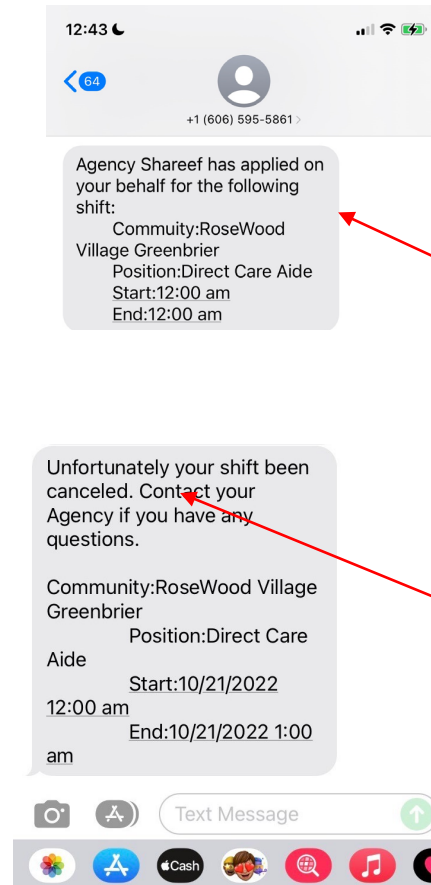 12:43
64
+1 (606) 595-5861
Agency Shareef has applied on
your behalf for the following
shift:
Commuity:RoseWood
Village Greenbrier
Position:Direct Care Aide
Start:12:00 am
End:12:00 am
Unfortunately your shift been
canceled. Contact your
Agency if you have any
questions.
Community:RoseWood Village
Greenbrier
Position:Direct Care
Aide
Start:10/21/2022
12:00 am
End:10/21/2022 1:00
am
Text Message
Cash